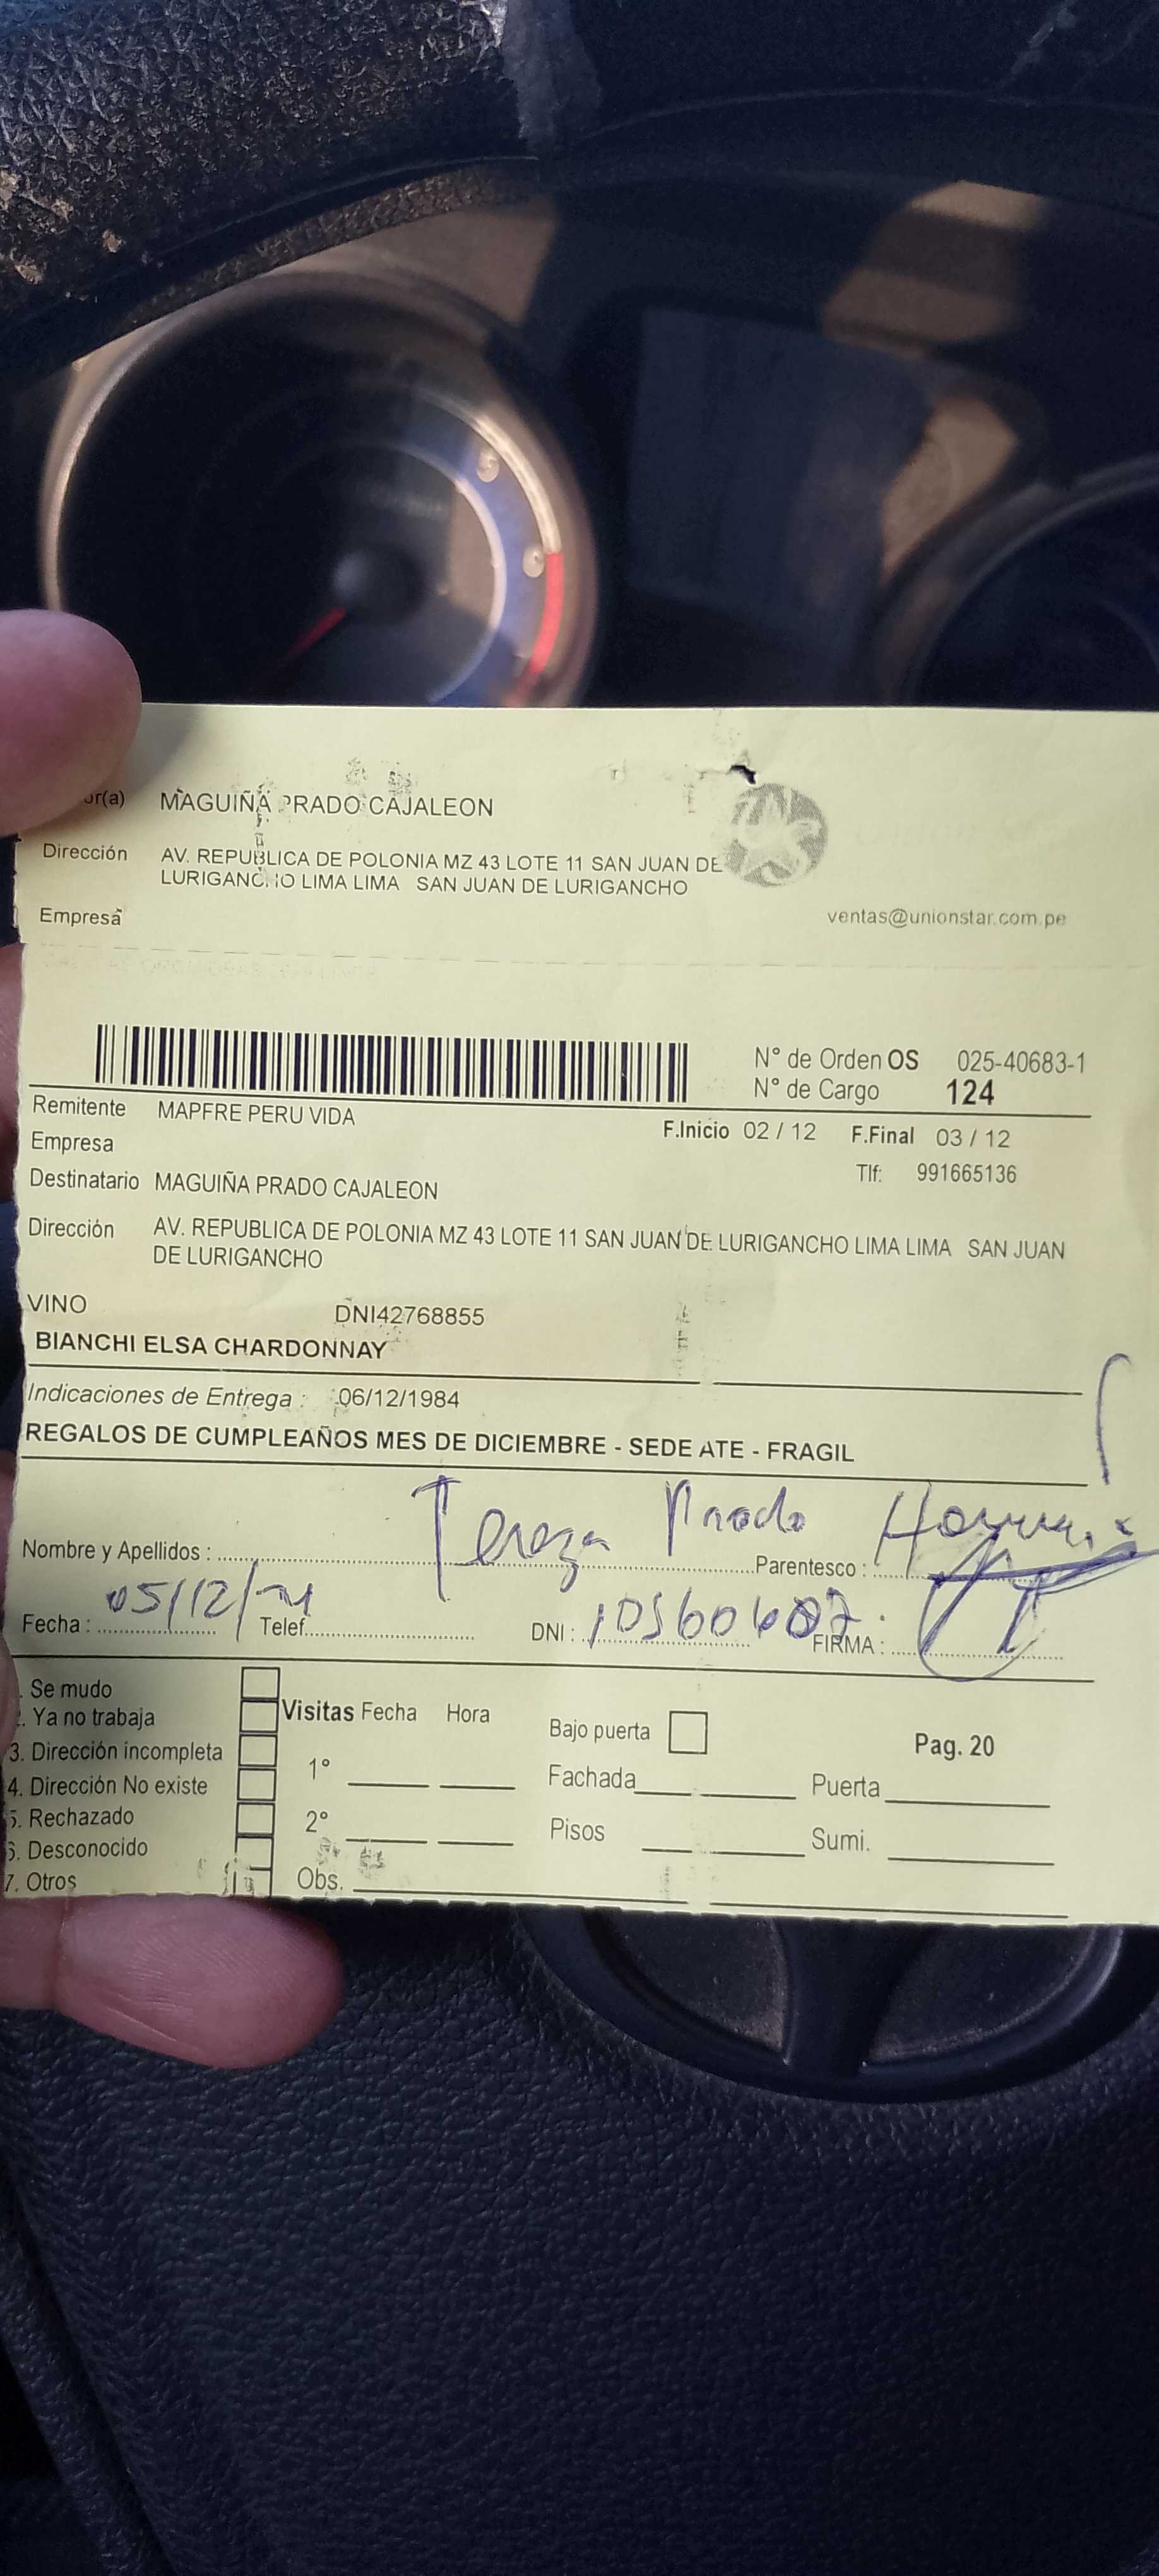 or(a) MAGUIÑA PRADO CAJALEON
Dirección AV. REPUBLICA DE POLONIA MZ 43 LOTE 11 SAN JUAN DE
LURIGANCHO LIMA LIMA SAN JUAN DE LURIGANCHO
Empresa ventas@unionstar.com.pe
N° de Orden OS 025-40683-1
N° de Cargo 124
Remitente MAPFRE PERU VIDA
F.Inicio 02 / 12 F.Final 03 / 12
Empresa
Tlf: 991665136
Destinatario MAGUIÑA PRADO CAJALEON
Dirección AV. REPUBLICA DE POLONIA MZ 43 LOTE 11 SAN JUAN DE LURIGANCHO LIMA LIMA SAN JUAN
DE LURIGANCHO
VINO DNI42768855
BIANCHI ELSA CHARDONNAY
Indicaciones de Entrega : 06/12/1984
REGALOS DE CUMPLEAÑOS MES DE DICIEMBRE - SEDE ATE - FRAGIL
Nombre y Apellidos : Tereza Prado Parentesco :
Fecha : 05/12/ Telef. DNI : FIRMA :
Se mudo
. Ya no trabaja
3. Dirección incompleta
4. Dirección No existe
5. Rechazado
6. Desconocido
7. Otros
Visitas Fecha Hora
1°
2°
Obs.
Bajo puerta
Pag. 20
Fachada Puerta
Pisos Sumi.